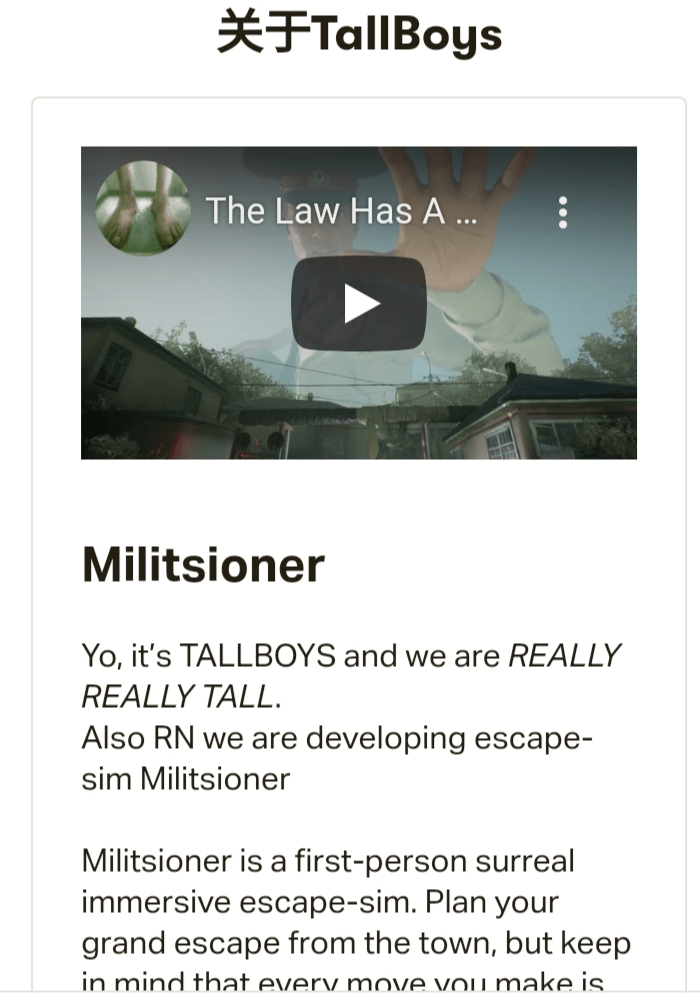 关于TallBoys
The Law Has A ...
Militsioner
Yo, it's TALLBOYS and we are REALLY
REALLY TALL.
Also RN we are developing escape-
sim Militsioner
Militsioner is a first-person surreal
immersive escape-sim. Plan your
grand escape from the town, but keep
in mind that every move you make is